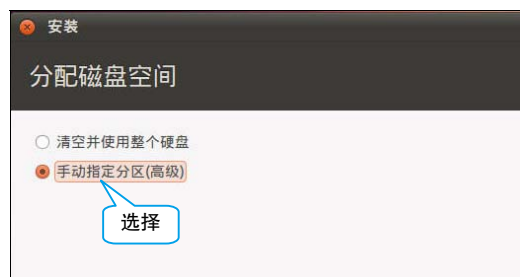 安装
分配磁盘空间
清空并使用整个硬盘
手动指定分区(高级)
选择